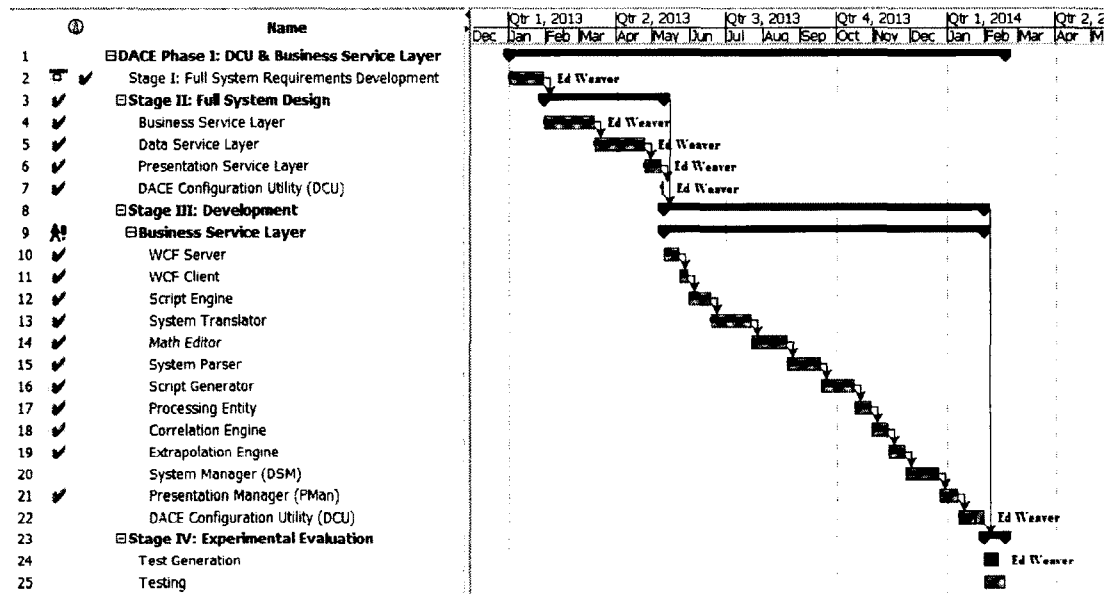 Name
Qtr 1, 2013 Qtr 2, 2013 Qtr 3, 2013 Qtr 4, 2013 Qtr 1, 2014 Qtr 2, 2
Dec Jan Feb Mar Apr May Jun Jul Aug Sep Oct Nov Dec Jan Feb Mar Apr M
1 DACE Phase I: DCU & Business Service Layer
2 Stage I: Full System Requirements Development Ed Weaver
3 Stage II: Full System Design
4 Business Service Layer Ed Weaver
5 Data Service Layer Ed Weaver
6 Presentation Service Layer Ed Weaver
7 DACE Configuration Utility (DCU) Ed Weaver
8 Stage III: Development
9 Business Service Layer
10 WCF Server
11 WCF Client
12 Script Engine
13 System Translator
14 Math Editor
15 System Parser
16 Script Generator
17 Processing Entity
18 Correlation Engine
19 Extrapolation Engine
20 System Manager (DSM)
21 Presentation Manager (PMan)
22 DACE Configuration Utility (DCU) Ed Weaver
23 Stage IV: Experimental Evaluation
24 Test Generation Ed Weaver
25 Testing